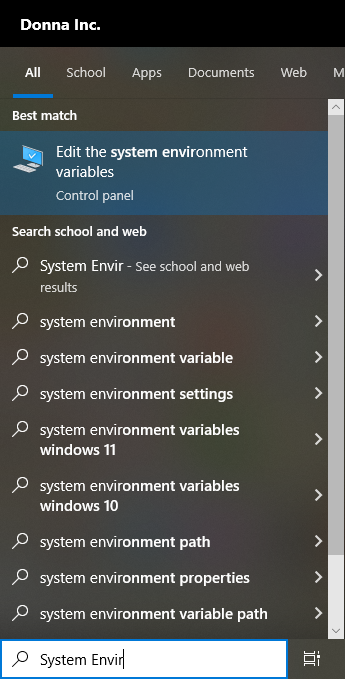 Donna Inc.
All School Apps Documents Web M
Best match
Edit the system environment
variables
Control panel
Search school and web
System Envir - See school and web
results
system environment
system environment variable
system environment settings
system environment variables
windows 11
system environment variables
windows 10
system environment path
system environment properties
system environment variable path
System Envir